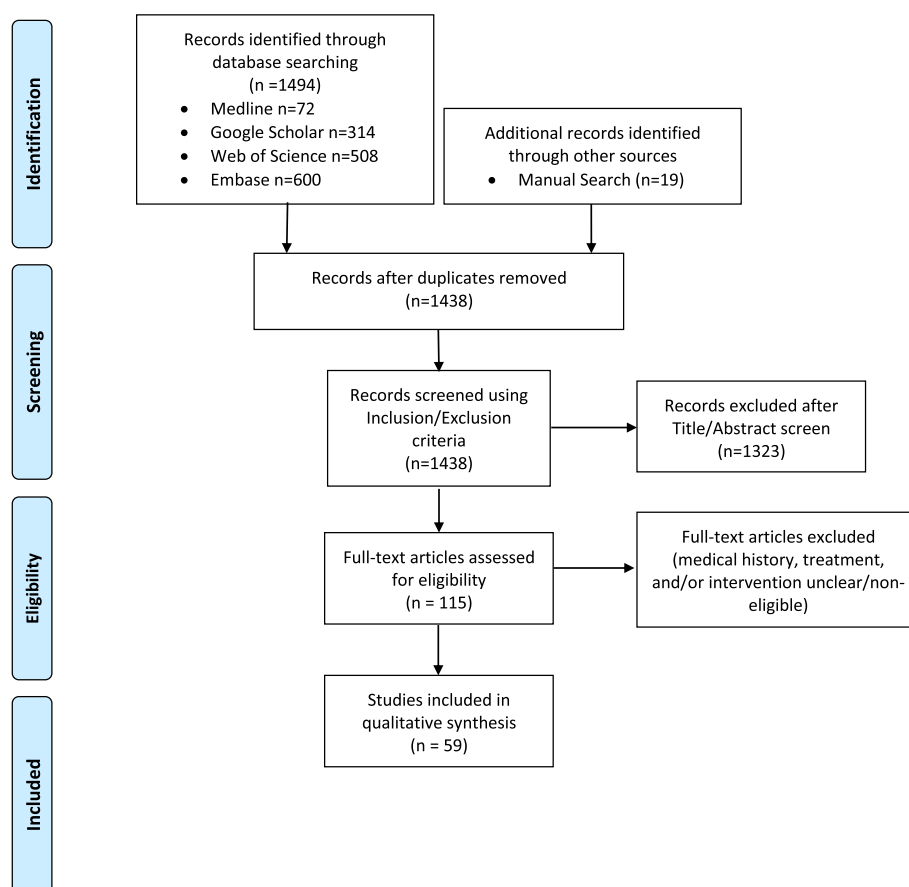 Identification
Records identified through
database searching
(n =1494)
• Medline n=72
• Google Scholar n=314
• Web of Science n=508
• Embase n=600
Additional records identified
through other sources
• Manual Search (n=19)
Records after duplicates removed
(n=1438)
Screening
Records screened using
Inclusion/Exclusion
criteria
(n=1438)
Records excluded after
Title/Abstract screen
(n=1323)
Eligibility
Full-text articles assessed
for eligibility
(n = 115)
Full-text articles excluded
(medical history, treatment,
and/or intervention unclear/non-
eligible)
Included
Studies included in
qualitative synthesis
(n = 59)